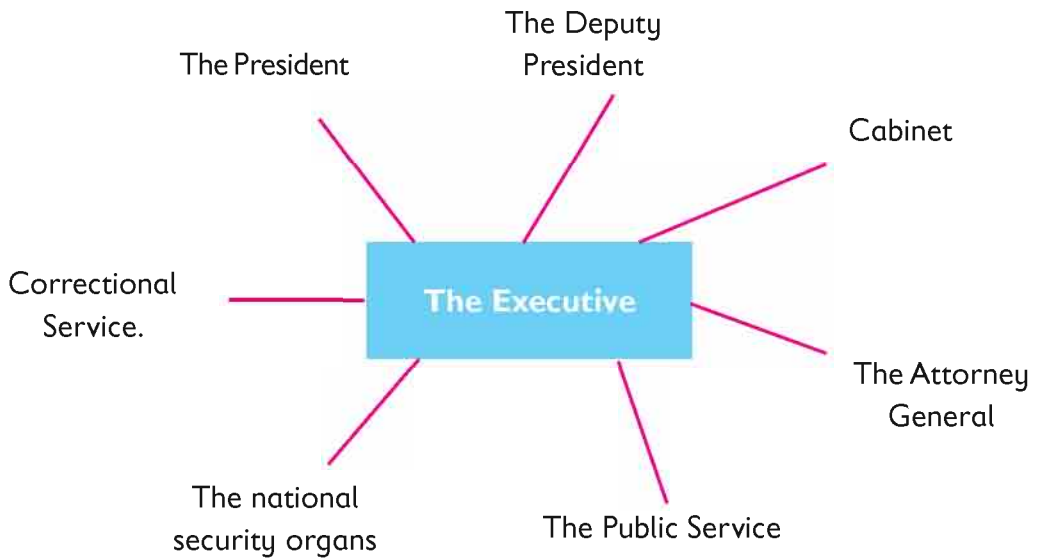 The Deputy
President
The President
Cabinet
Correctional
Service.
The Executive
The Attorney
General
The national
security organs
The Public Service